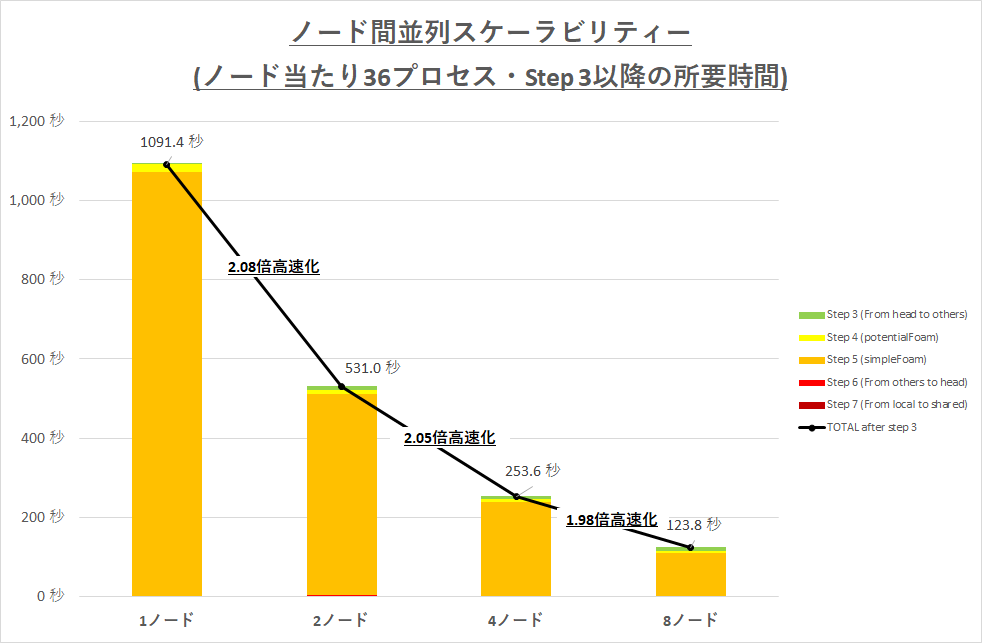 ノード間並列スケーラビリティー
(ノード当たり36プロセス・Step 3以降の所要時間)
1,200 秒
1,000 秒
800 秒
600 秒
400 秒
200 秒
0 秒
1091.4 秒
2.08倍高速化
531.0 秒
2.05倍高速化
253.6 秒
1.98倍高速化
123.8 秒
1ノード
2ノード
4ノード
8ノード
Step 3 (From head to others)
Step 4 (potentialFoam)
Step 5 (simpleFoam)
Step 6 (From others to head)
Step 7 (From local to shared)
TOTAL after step 3